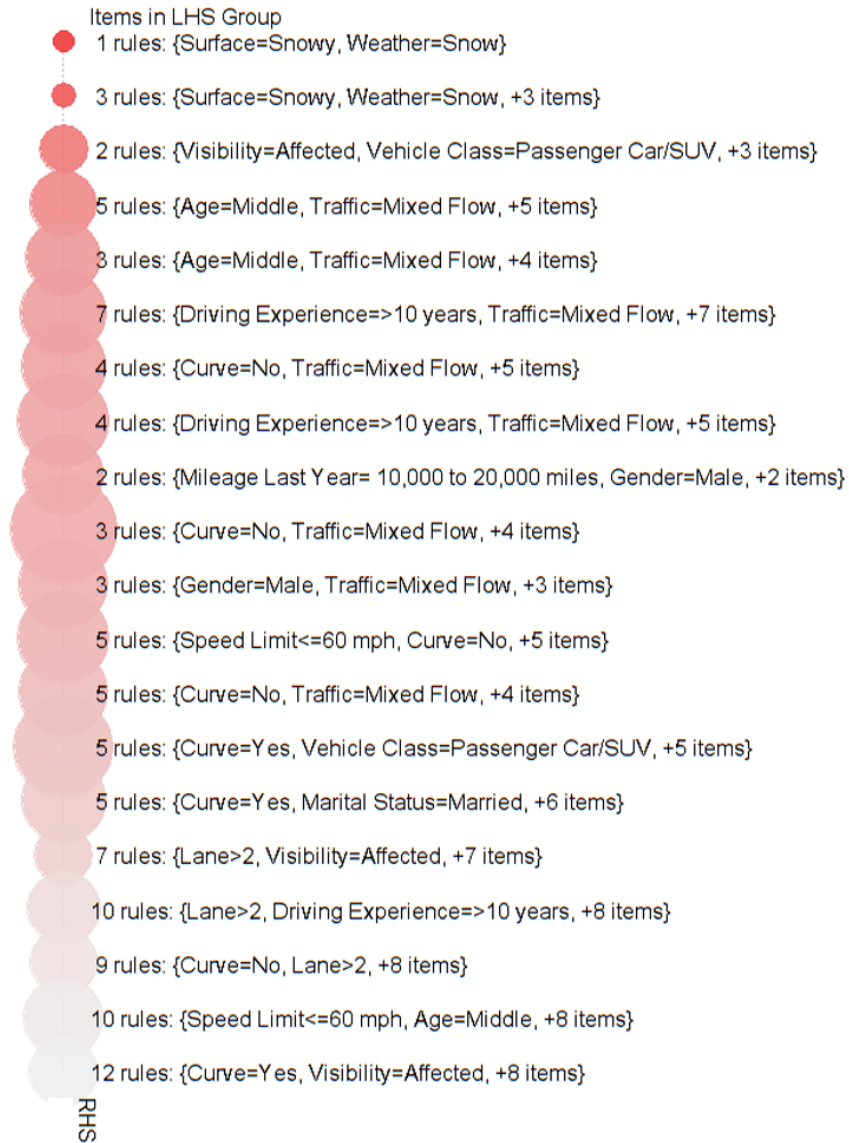 Items in LHS Group
1 rules: {Surface=Snowy, Weather=Snow}
3 rules: {Surface=Snowy, Weather=Snow, +3 items}
2 rules: {Visibility=Affected, Vehicle Class=Passenger Car/SUV, +3 items}
5 rules: {Age=Middle, Traffic=Mixed Flow, +5 items}
3 rules: {Age=Middle, Traffic=Mixed Flow, +4 items}
7 rules: {Driving Experience=>10 years, Traffic=Mixed Flow, +7 items}
4 rules: {Curve=No, Traffic=Mixed Flow, +5 items}
4 rules: {Driving Experience=>10 years, Traffic=Mixed Flow, +5 items}
2 rules: {Mileage Last Year= 10,000 to 20,000 miles, Gender=Male, +2 items}
3 rules: {Curve=No, Traffic=Mixed Flow, +4 items}
3 rules: {Gender=Male, Traffic=Mixed Flow, +3 items}
5 rules: {Speed Limit<=60 mph, Curve=No, +5 items}
5 rules: {Curve=No, Traffic=Mixed Flow, +4 items}
5 rules: {Curve=Yes, Vehicle Class=Passenger Car/SUV, +5 items}
5 rules: {Curve=Yes, Marital Status=Married, +6 items}
7 rules: {Lane>2, Visibility=Affected, +7 items}
10 rules: {Lane>2, Driving Experience=>10 years, +8 items}
9 rules: {Curve=No, Lane>2, +8 items}
10 rules: {Speed Limit<=60 mph, Age=Middle, +8 items}
12 rules: {Curve=Yes, Visibility=Affected, +8 items}
RHS